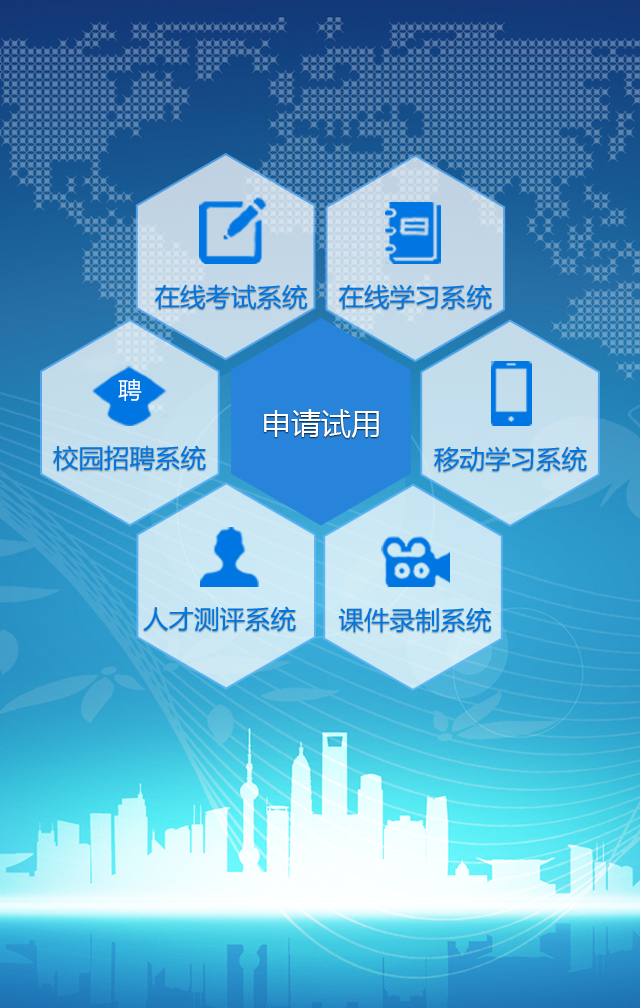 在线考试系统
在线学习系统
聘
校园招聘系统
申请试用
移动学习系统
人才测评系统
课件录制系统